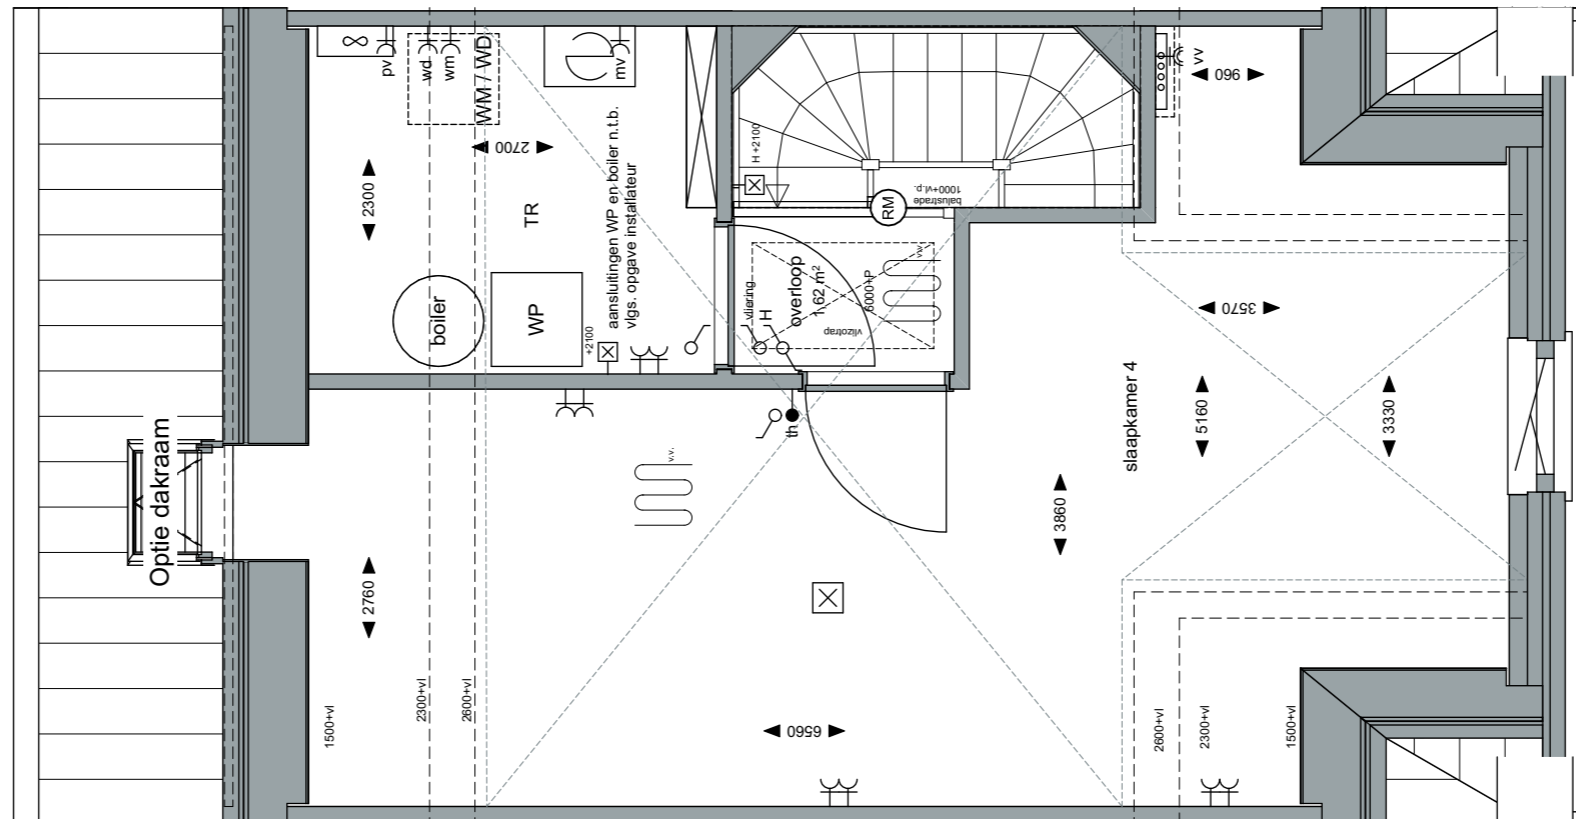 Optie dakraam
pv
wd
wm
WM / WD
mv
2700
2300
TR
aansluitingen WP en boiler n.t.b.
vlgs. opgave installateur
boiler
WP
+2100
H +2100
balustrade
1000+vl.p.
RM
vliering
H
overloop
1,62 m²
vlizotrap
6000+P
v.v.
vv
960
3570
slaapkamer 4
5160
3330
3860
th
v.v.
2760
1500+vl
2300+vl
2600+vl
6560
2600+vl
2300+vl
1500+vl